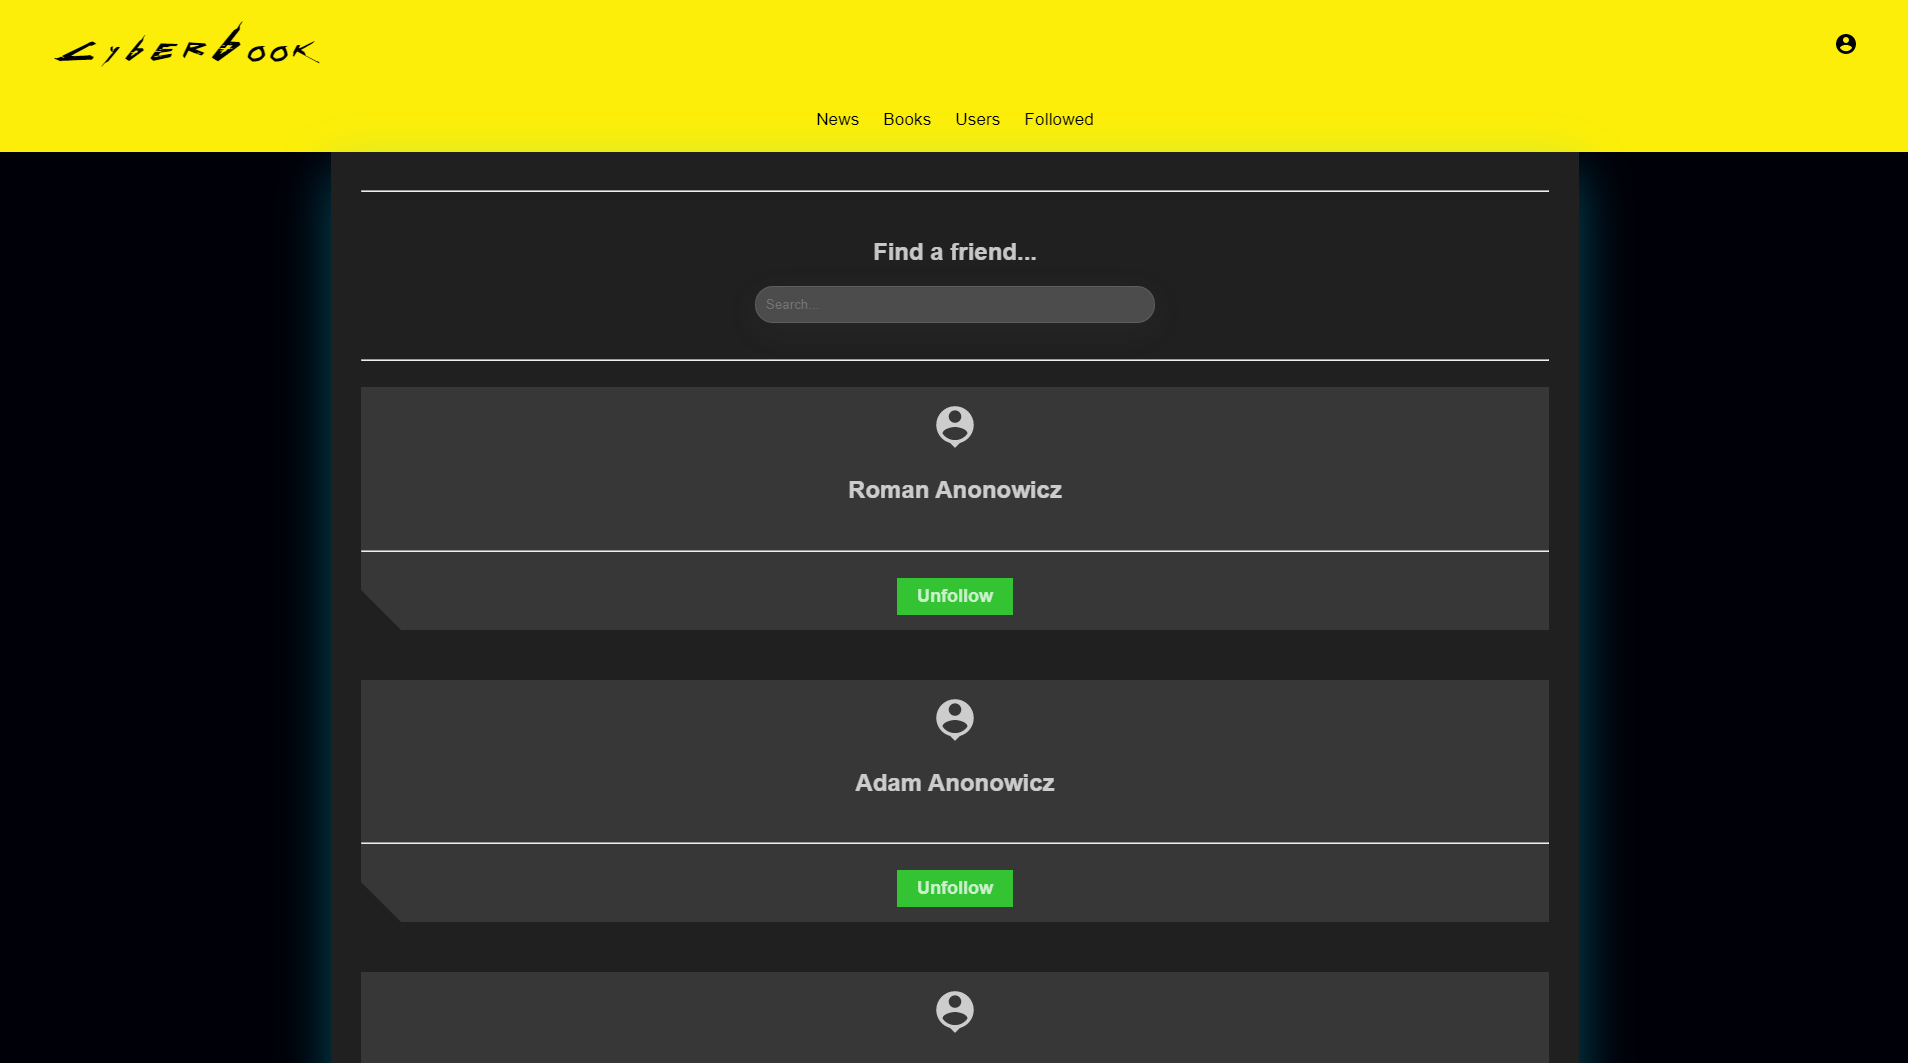 CyberBook
News Books Users Followed
Find a friend...
Search...
Roman Anonowicz
Unfollow
Adam Anonowicz
Unfollow